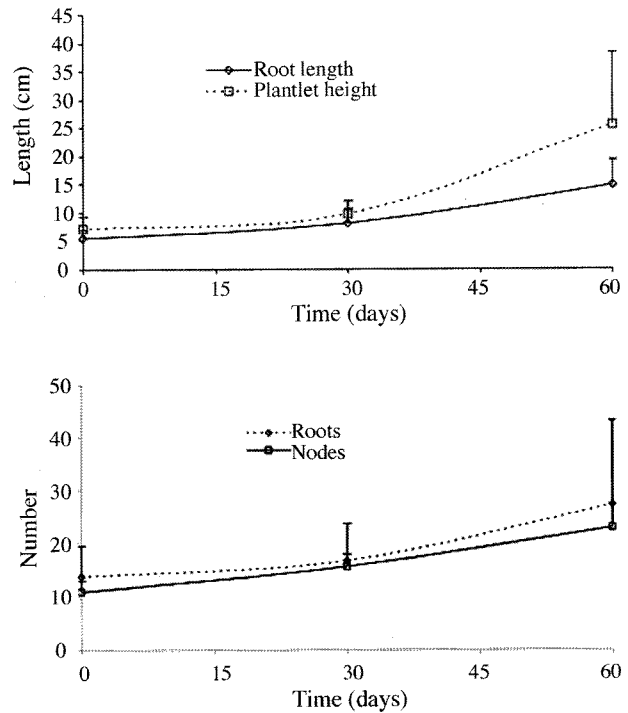 45
40
35
30
25
20
15
10
5
0
Length (cm)
Root length
Plantlet height
0 15 30 45 60
Time (days)
50
40
30
20
10
0
Number
Roots
Nodes
0 15 30 45 60
Time (days)